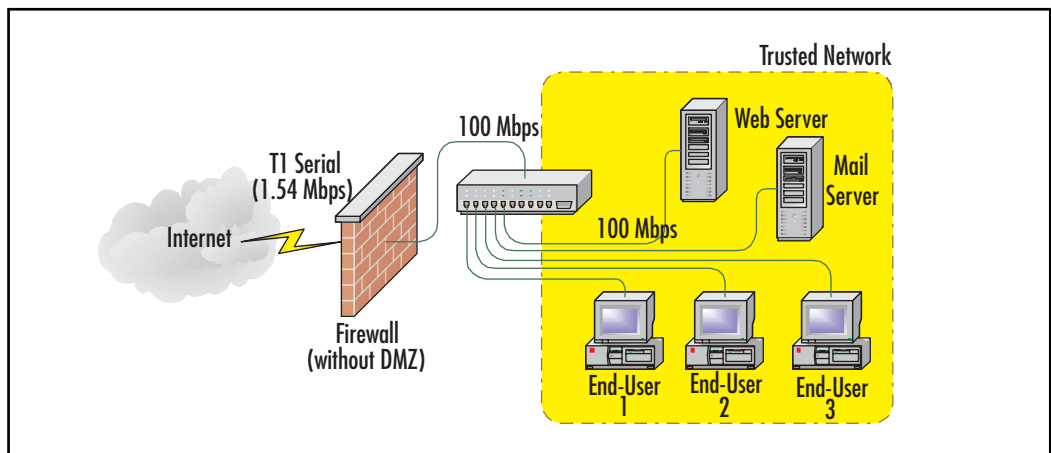 Trusted Network
100 Mbps
Web Server
T1 Serial
(1.54 Mbps)
Mail
Server
Internet
100 Mbps
Firewall
(without DMZ)
End-User
1
End-User
2
End-User
3